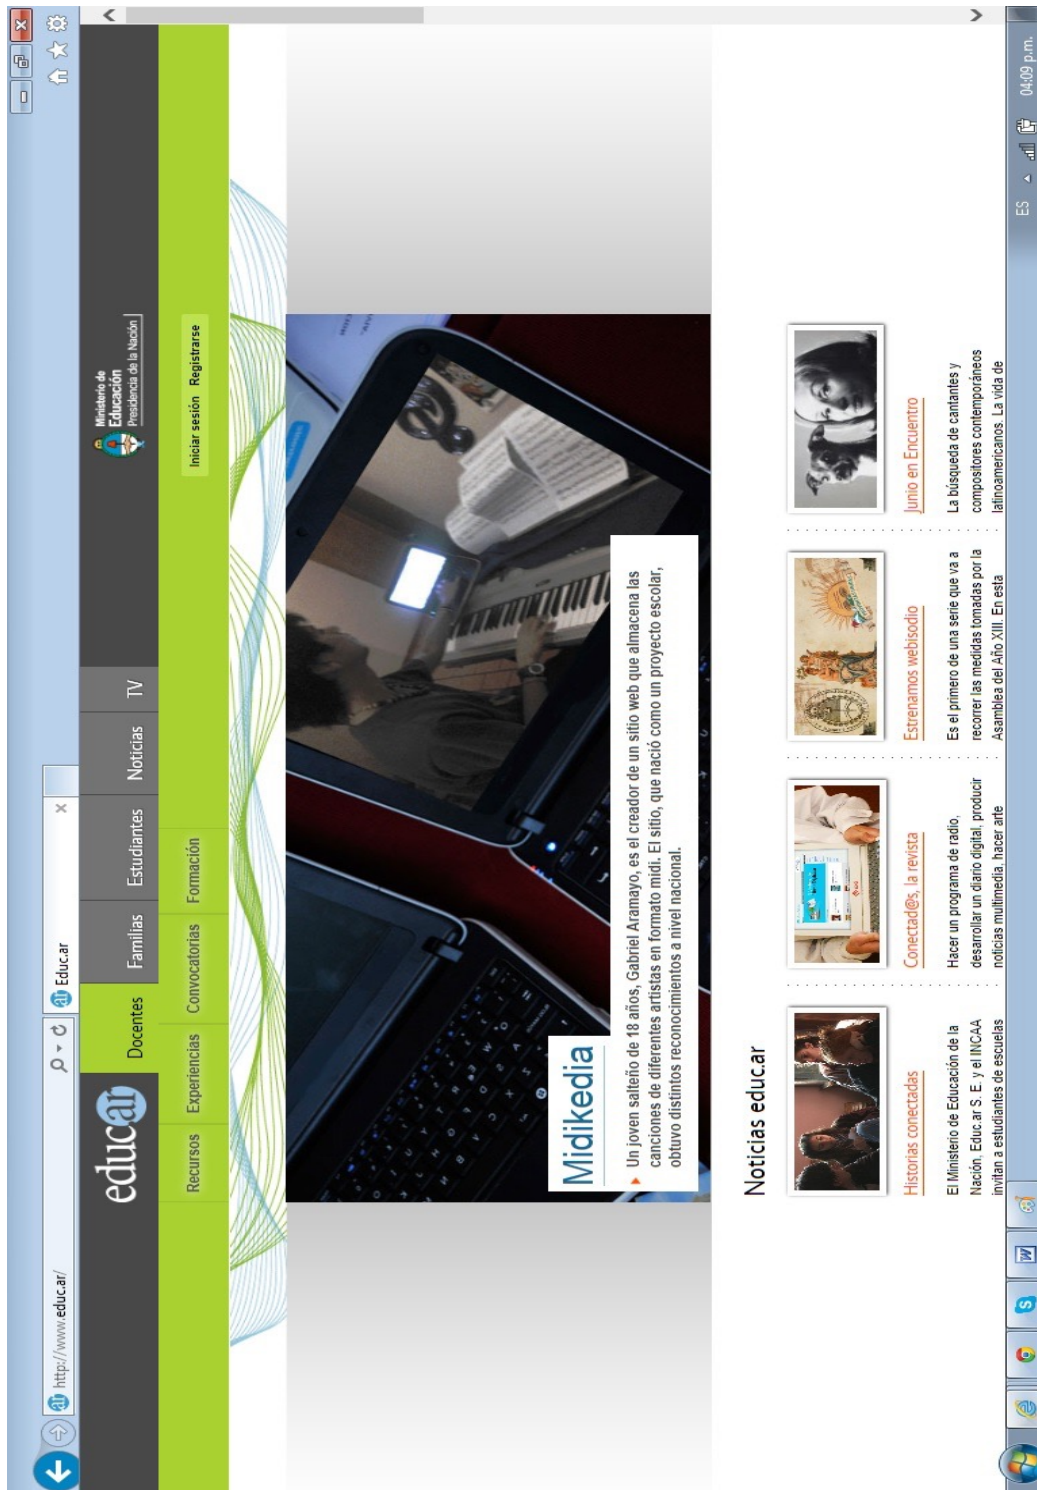 http://www.educ.ar/
Educ.ar
educ.ar
Docentes
Familias
Estudiantes
Noticias
TV
Ministerio de
Educación
Presidencia de la Nación
Recursos
Experiencias
Convocatorias
Formación
Iniciar sesión Registrarse
Midikedia
Un joven salteño de 18 años, Gabriel Aramayo, es el creador de un sitio web que almacena las
canciones de diferentes artistas en formato midi. El sitio, que nació como un proyecto escolar,
obtuvo distintos reconocimientos a nivel nacional.
Noticias educ.ar
Historias conectadas
El Ministerio de Educación de la
Nación, Educ.ar S. E. y el INCAA
invitan a estudiantes de escuelas
Conectad@s, la revista
Hacer un programa de radio,
desarrollar un diario digital, producir
noticias multimedia, hacer arte
Estrenamos webisodio
Es el primero de una serie que va a
recorrer las medidas tomadas por la
Asamblea del Año XIII. En esta
Junio en Encuentro
La búsqueda de cantantes y
compositores contemporáneos
latinoamericanos. La vida de
ES
04:09 p.m.